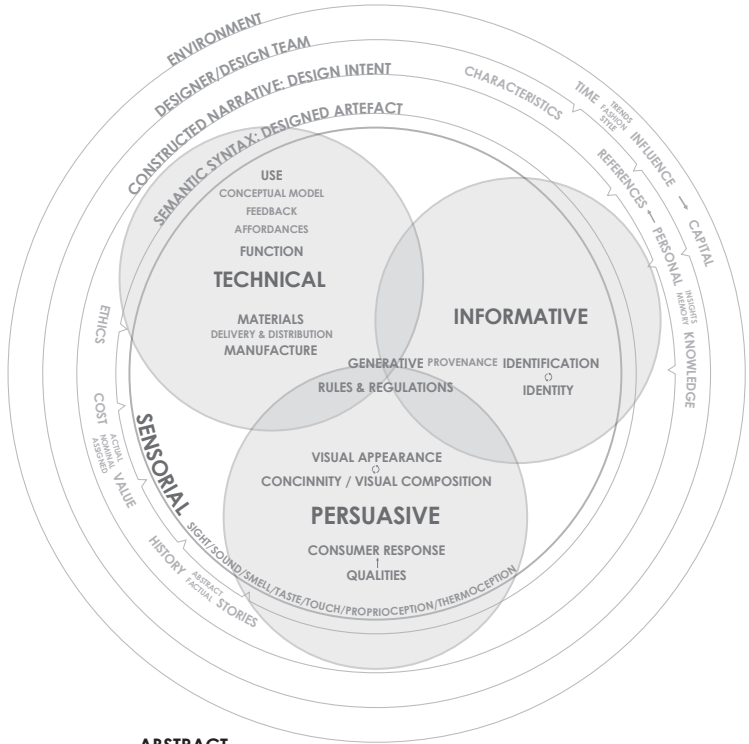 ENVIRONMENT
DESIGNER/DESIGN TEAM
CONSTRUCTED NARRATIVE: DESIGN INTENT
SEMANTIC SYNTAX: DESIGNED ARTEFACT
CHARACTERISTICS
TIME
TRENDS
FASHION
STYLE
INFLUENCE → CAPITAL
REFERENCES ← PERSONAL
INSIGHTS
MEMORY
KNOWLEDGE
USE
CONCEPTUAL MODEL
FEEDBACK
AFFORDANCES
FUNCTION
TECHNICAL
MATERIALS
DELIVERY & DISTRIBUTION
MANUFACTURE
INFORMATIVE
GENERATIVE PROVENANCE IDENTIFICATION
RULES & REGULATIONS
IDENTITY
VISUAL APPEARANCE
CONCINNITY / VISUAL COMPOSITION
PERSUASIVE
CONSUMER RESPONSE
QUALITIES
ETHICS
COST
ACTUAL
NOMINAL
ASSIGNED
VALUE
SENSORIAL
SIGHT/SOUND/SMELL/TASTE/TOUCH/PROPRIOCEPTION/THERMOCEPTION
HISTORY
ABSTRACT
FACTUAL
STORIES
ABSTRACT